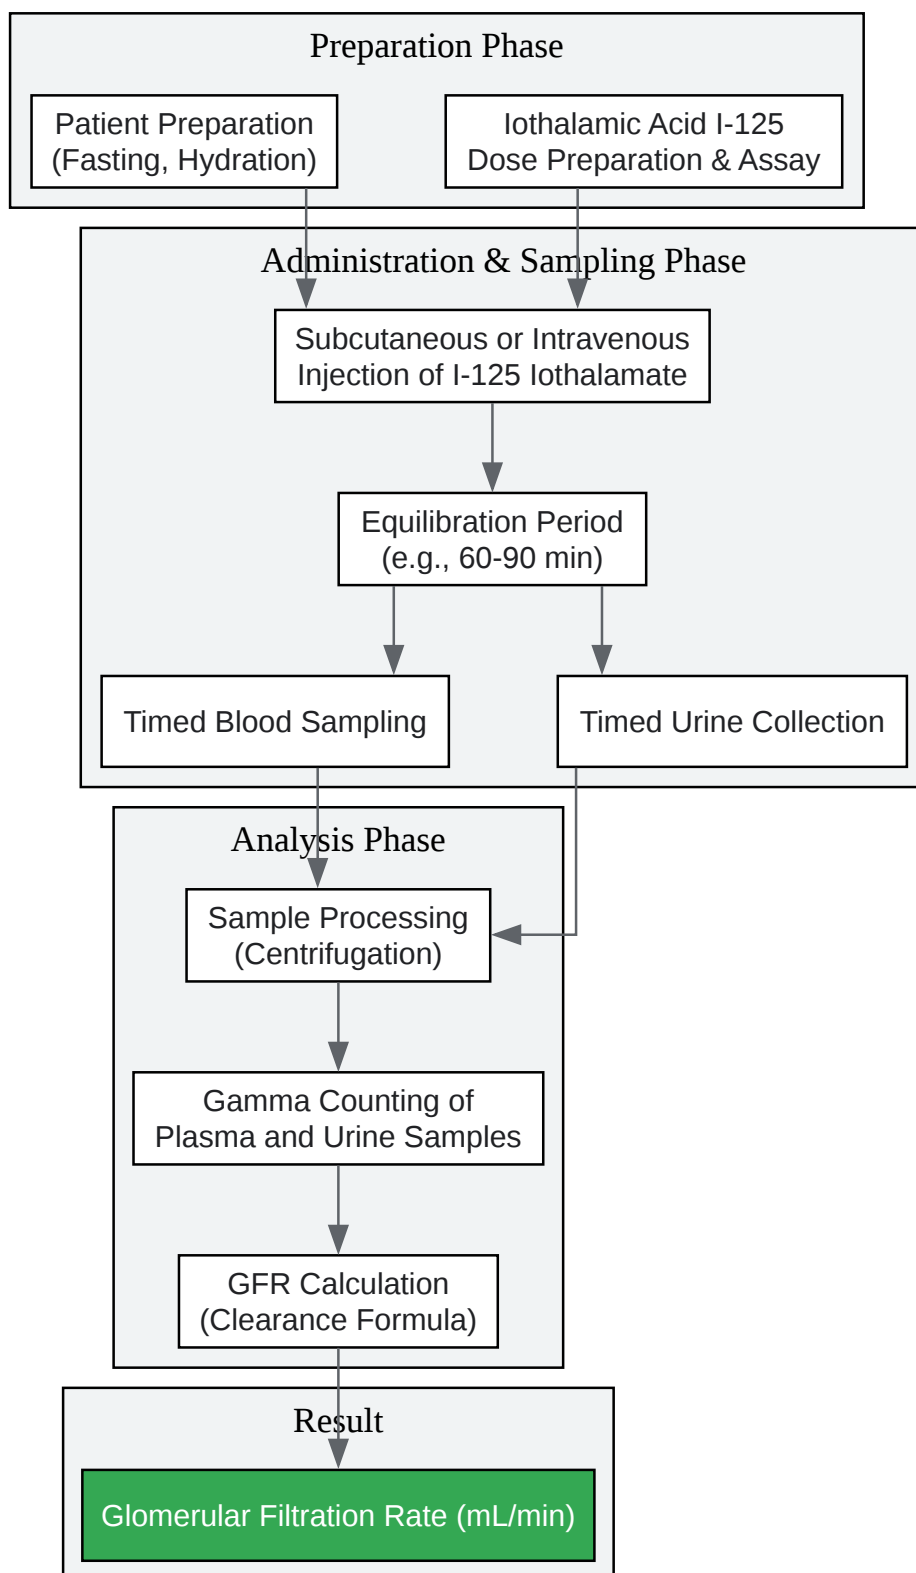 Preparation Phase
Patient Preparation
(Fasting, Hydration)
Iothalamic Acid I-125
Dose Preparation & Assay
Administration & Sampling Phase
Subcutaneous or Intravenous
Injection of I-125 Iothalamate
Equilibration Period
(e.g., 60-90 min)
Timed Blood Sampling
Timed Urine Collection
Analysis Phase
Sample Processing
(Centrifugation)
Gamma Counting of
Plasma and Urine Samples
GFR Calculation
(Clearance Formula)
Result
Glomerular Filtration Rate (mL/min)